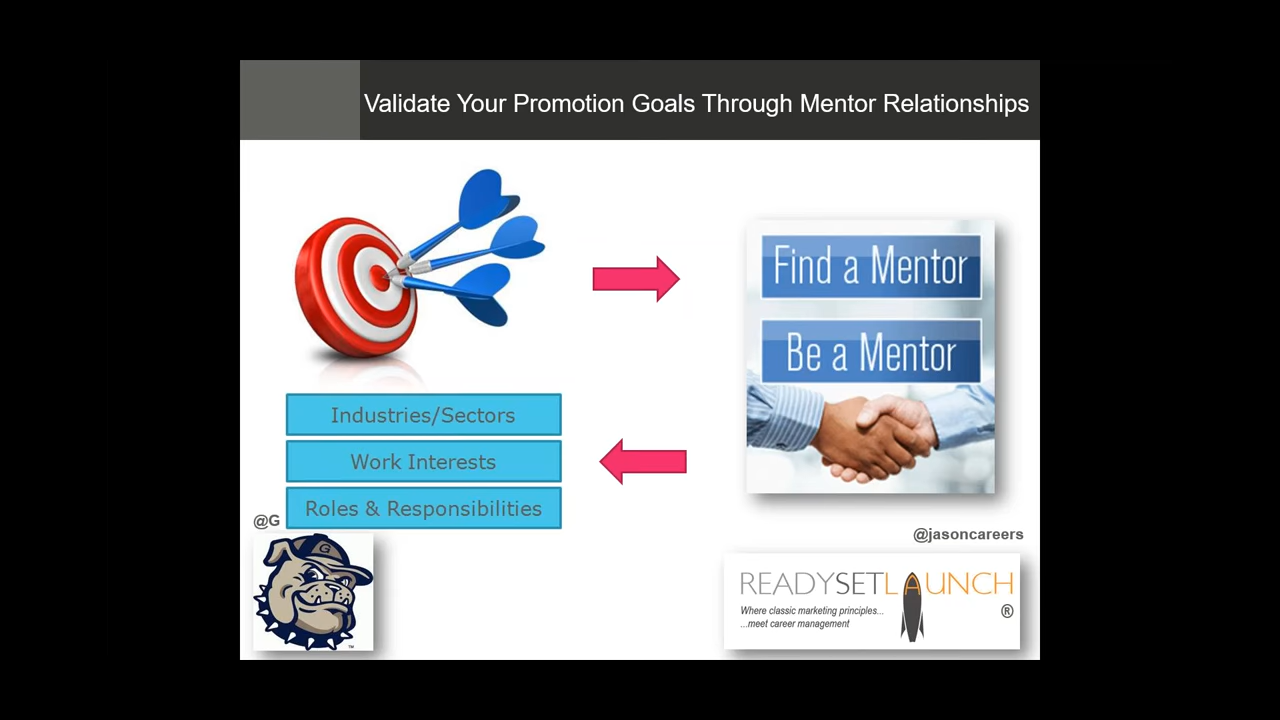 Validate Your Promotion Goals Through Mentor Relationships
Find a Mentor
Be a Mentor
Industries/Sectors
Work Interests
Roles & Responsibilities
@G
G
TM
@jasoncareers
READYSETLAUNCH
®
Where classic marketing principles...
...meet career management